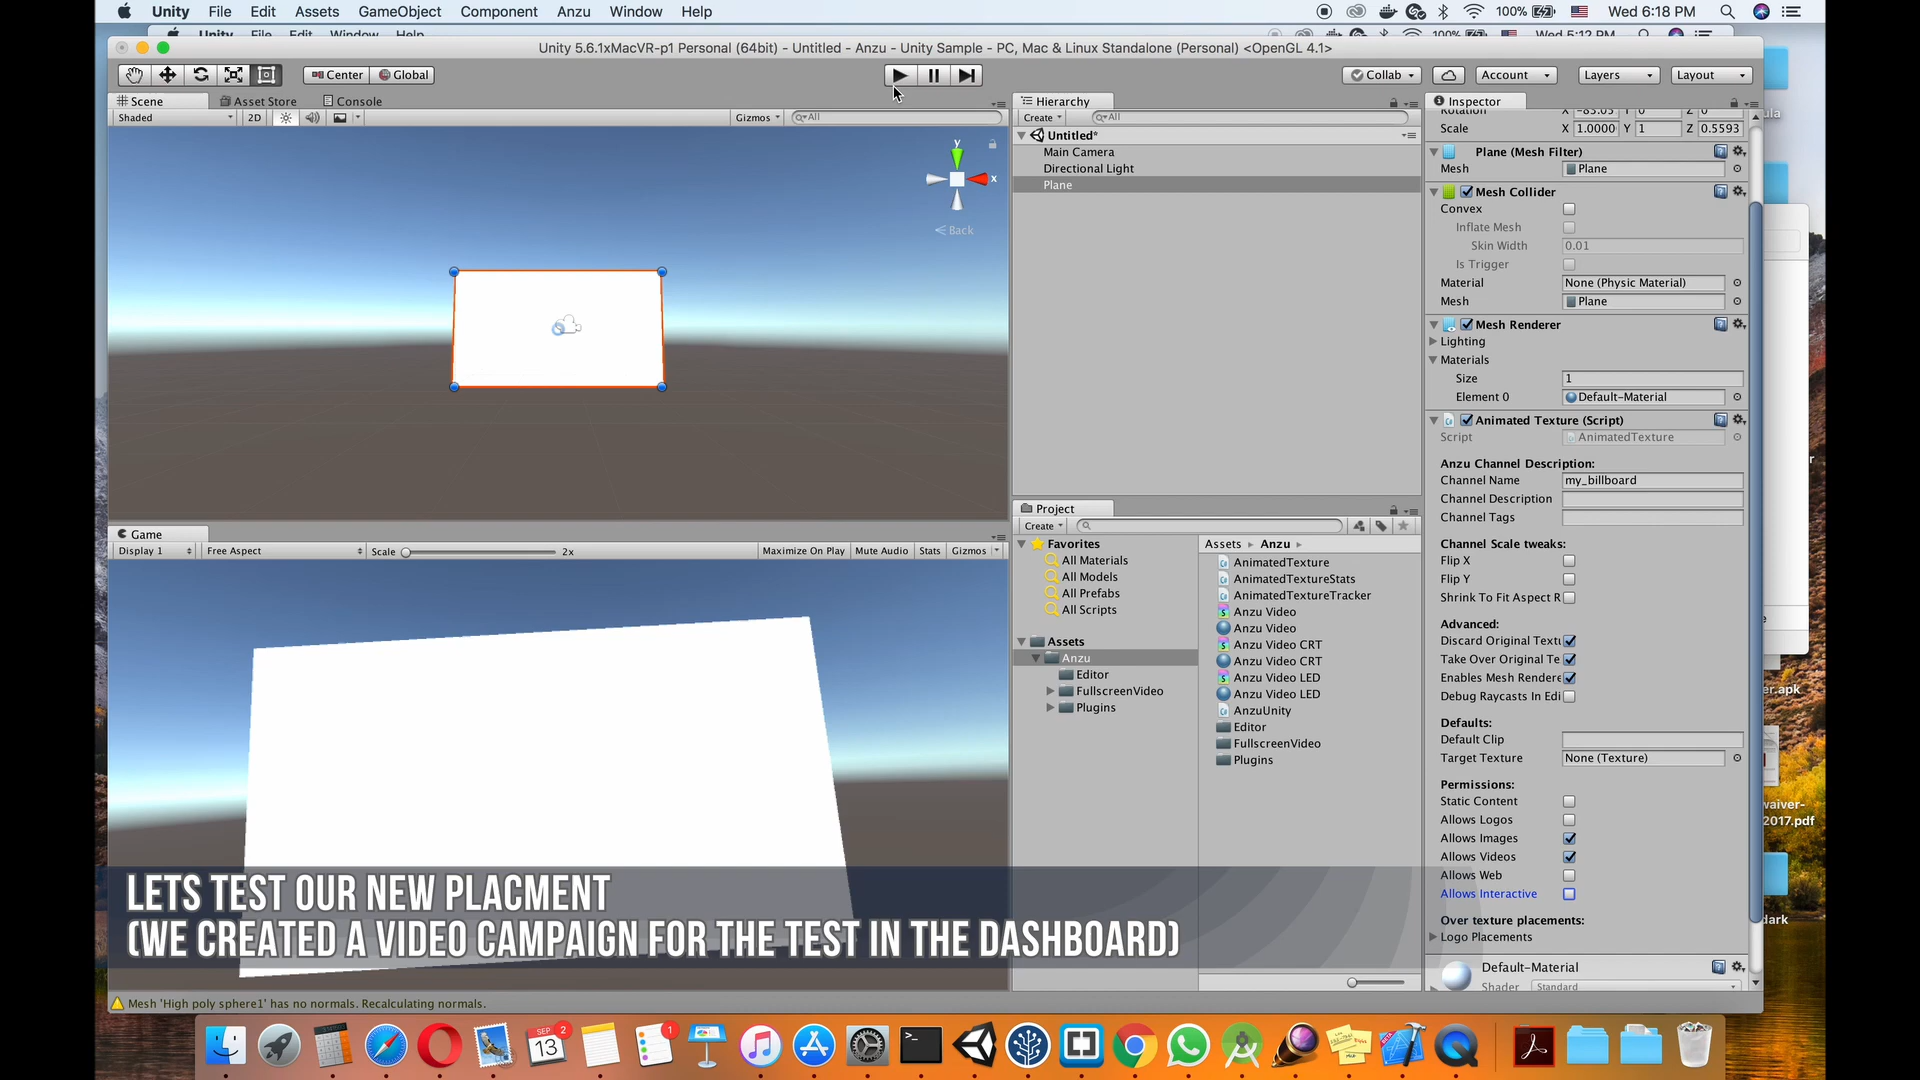 Unity File Edit Assets GameObject Component Anzu Window Help 100% Wed 6:18 PM
Unity 5.6.1xMacVR-p1 Personal (64bit) - Untitled - Anzu - Unity Sample - PC, Mac & Linux Standalone (Personal) <OpenGL 4.1>
Center Global Collab Account Layers Layout
Scene Asset Store Console
Shaded 2D Gizmos All
y
x
Back
Game
Display 1 Free Aspect Scale 2x Maximize On Play Mute Audio Stats Gizmos
Hierarchy
Create All
Untitled*
Main Camera
Directional Light
Plane
Project
Create
Favorites
All Materials
All Models
All Prefabs
All Scripts
Assets
Anzu
Editor
FullscreenVideo
Plugins
Assets Anzu
AnimatedTexture
AnimatedTextureStats
AnimatedTextureTracker
Anzu Video
Anzu Video
Anzu Video CRT
Anzu Video CRT
Anzu Video LED
Anzu Video LED
AnzuUnity
Editor
FullscreenVideo
Plugins
Inspector
Rotation X -83.03 Y 0 Z 0
Scale X 1.0000 Y 1 Z 0.5593
Plane (Mesh Filter)
Mesh Plane
Mesh Collider
Convex
Inflate Mesh
Skin Width 0.01
Is Trigger
Material None (Physic Material)
Mesh Plane
Mesh Renderer
Lighting
Materials
Size 1
Element 0 Default-Material
Animated Texture (Script)
Script AnimatedTexture
Anzu Channel Description:
Channel Name my_billboard
Channel Description
Channel Tags
Channel Scale tweaks:
Flip X
Flip Y
Shrink To Fit Aspect R
Advanced:
Discard Original Textu
Take Over Original Te
Enables Mesh Rendere
Debug Raycasts In Edi
Defaults:
Default Clip
Target Texture None (Texture)
Permissions:
Static Content
Allows Logos
Allows Images
Allows Videos
Allows Web
Allows Interactive
Over texture placements:
Logo Placements
Default-Material
Shader Standard
LETS TEST OUR NEW PLACMENT
(WE CREATED A VIDEO CAMPAIGN FOR THE TEST IN THE DASHBOARD)
Mesh 'High poly sphere1' has no normals. Recalculating normals.
SEP 2
13
1